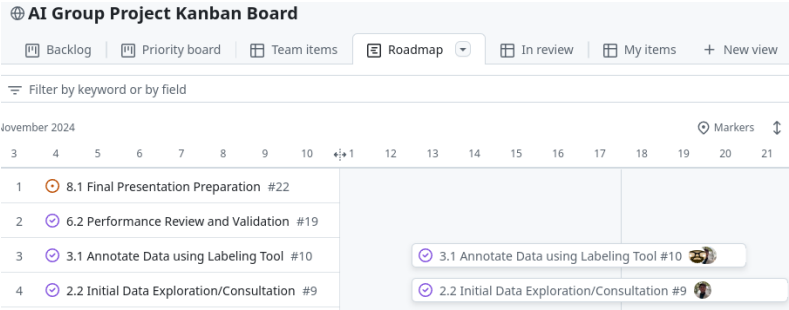 AI Group Project Kanban Board
Backlog Priority board Team items Roadmap In review My items + New view
Filter by keyword or by field
November 2024 Markers
3 4 5 6 7 8 9 10 1 12 13 14 15 16 17 18 19 20 21
1 8.1 Final Presentation Preparation #22
2 6.2 Performance Review and Validation #19
3 3.1 Annotate Data using Labeling Tool #10 3.1 Annotate Data using Labeling Tool #10
4 2.2 Initial Data Exploration/Consultation #9 2.2 Initial Data Exploration/Consultation #9